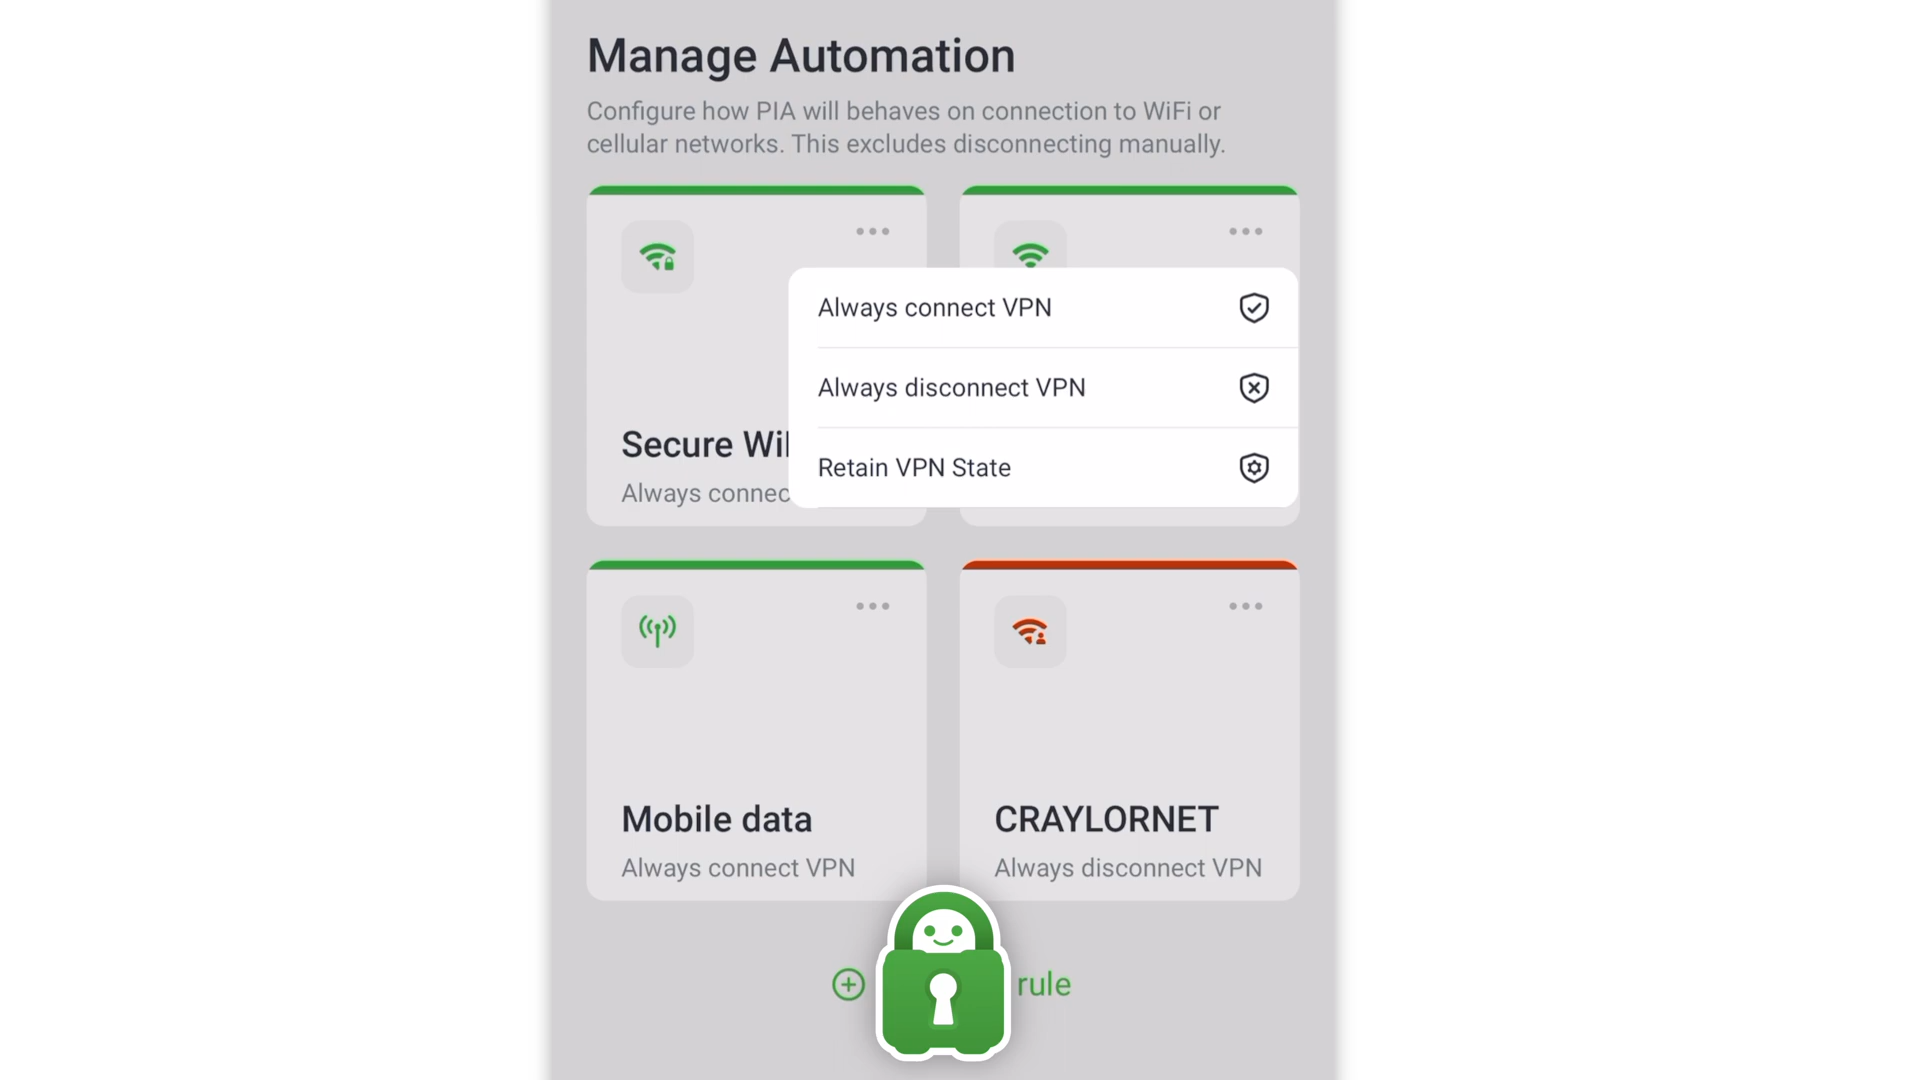 Manage Automation
Configure how PIA will behaves on connection to WiFi or
cellular networks. This excludes disconnecting manually.
Always connect VPN
Always disconnect VPN
Retain VPN State
Secure
Always
Mobile data
Always connect VPN
CRAYLORNET
Always disconnect VPN
rule